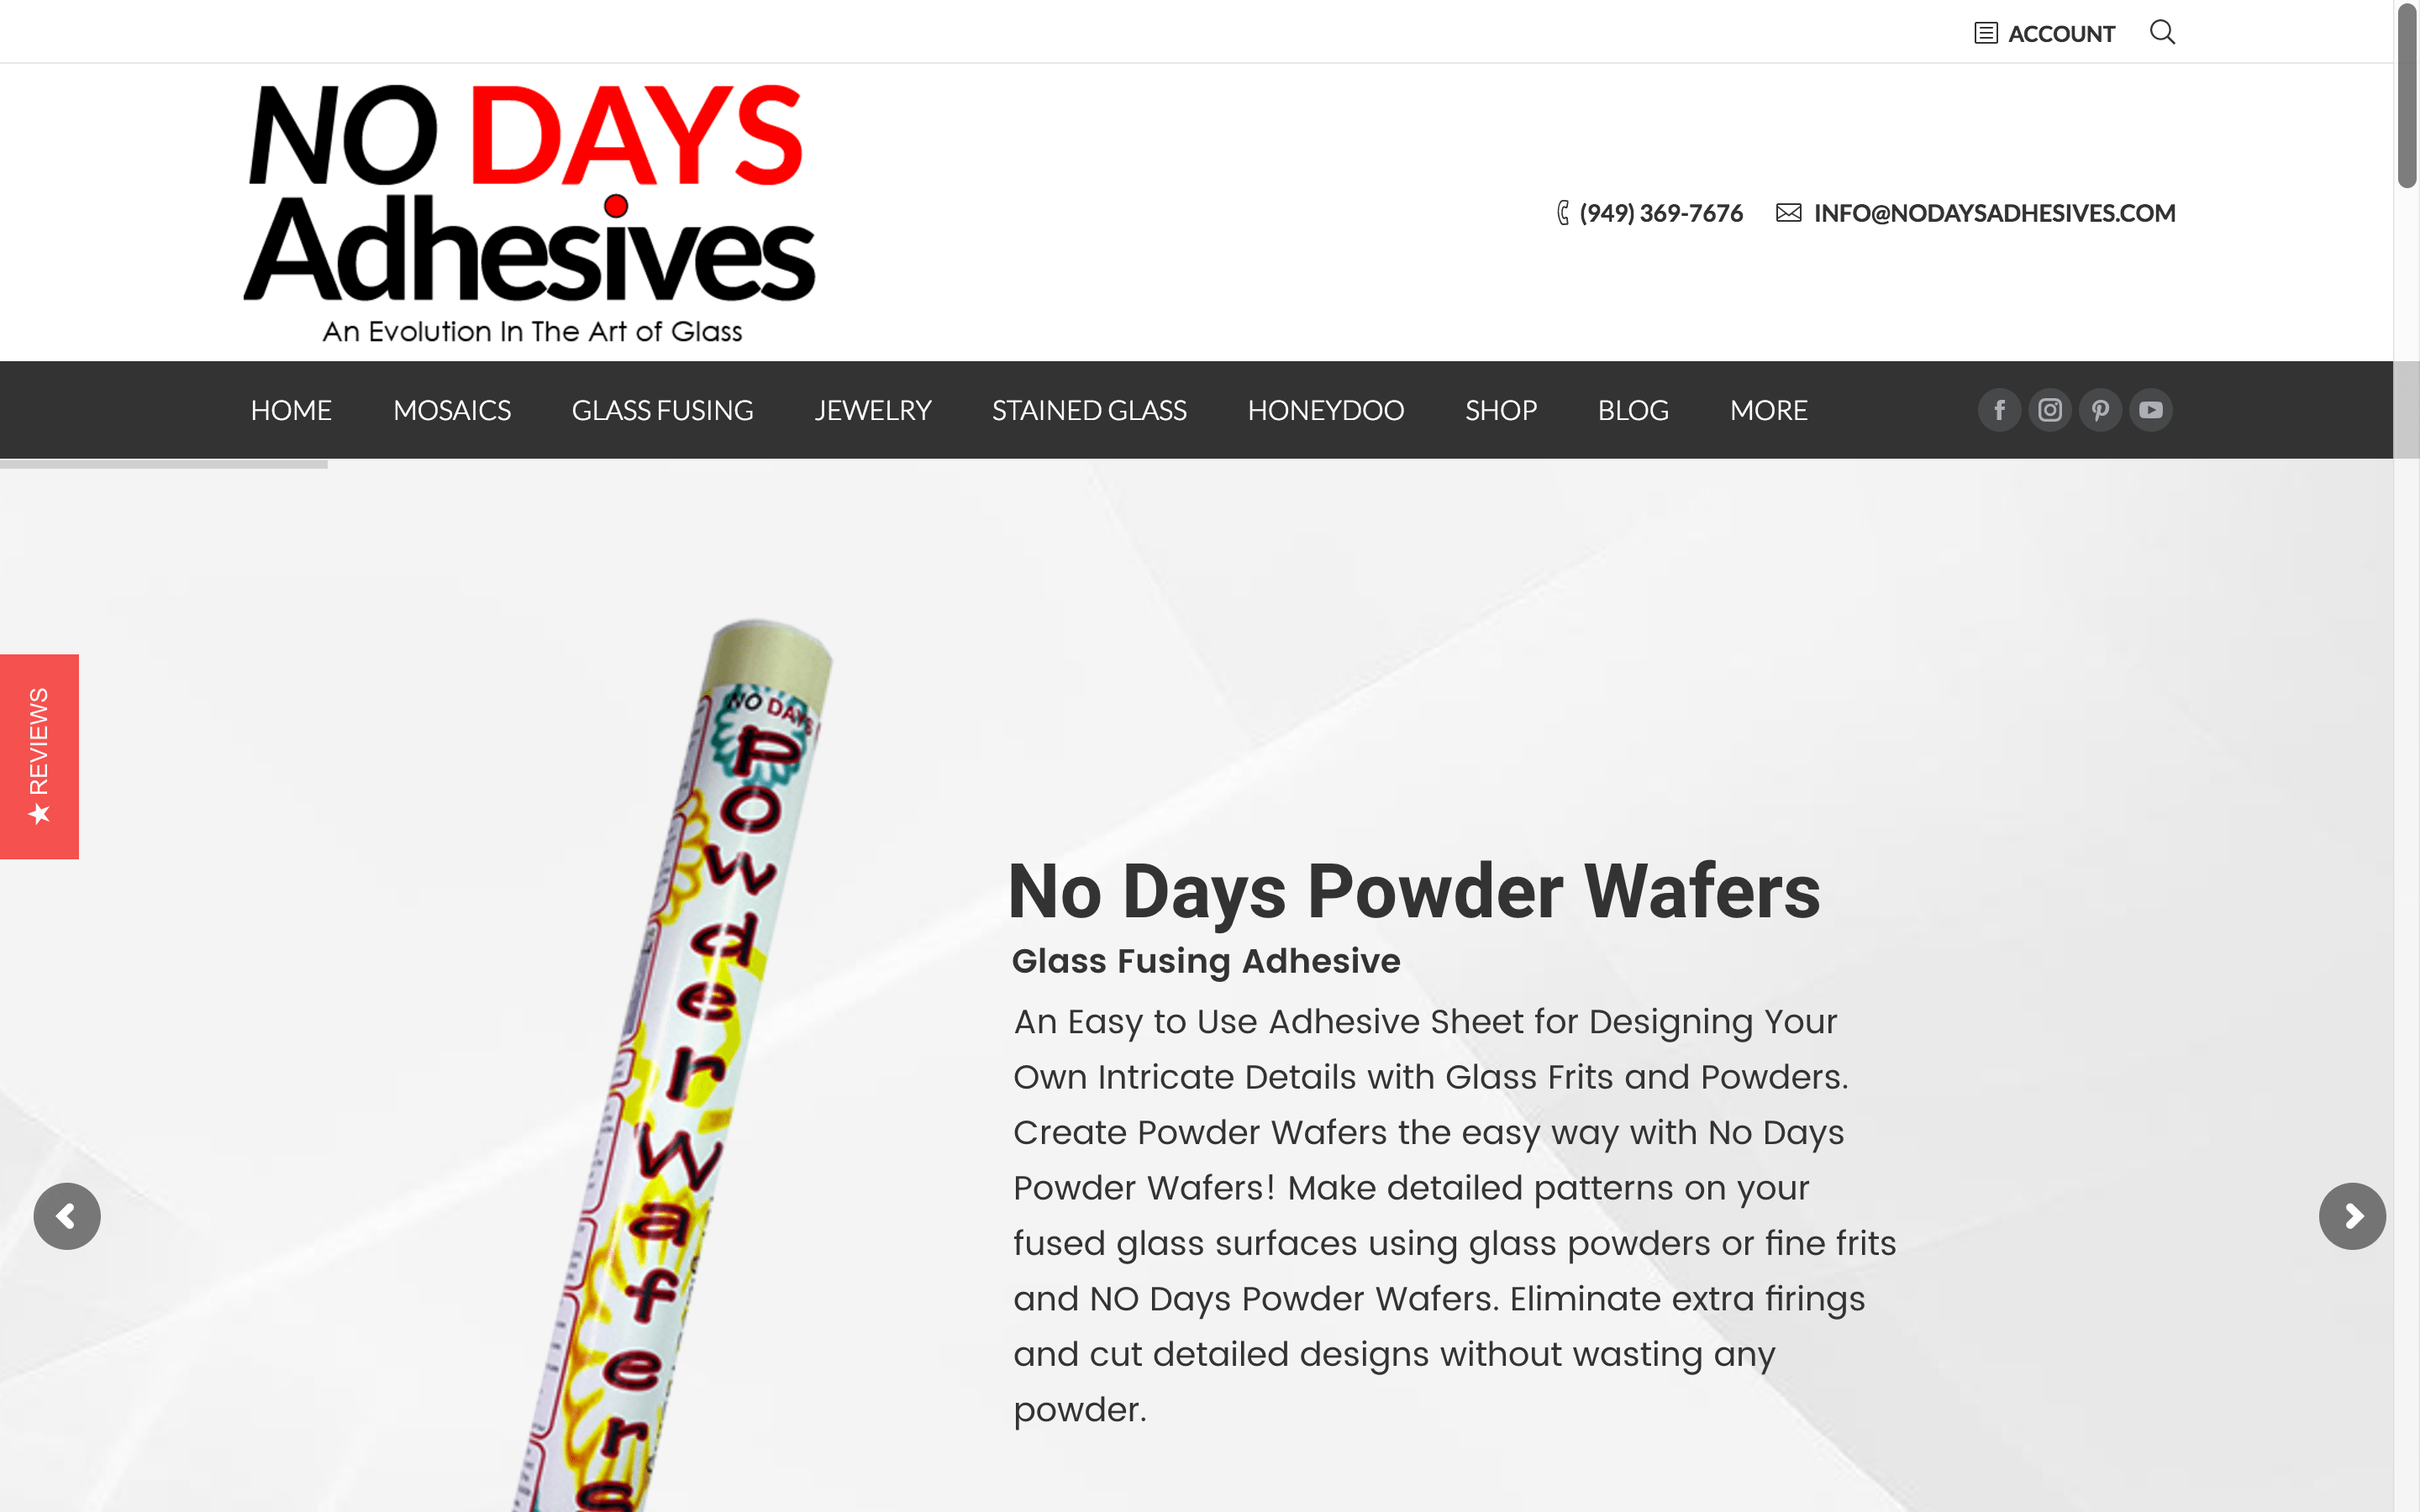 ACCOUNT
NO DAYS
Adhesives
An Evolution In The Art of Glass
(949) 369-7676 INFO@NODAYSADHESIVES.COM
HOME MOSAICS GLASS FUSING JEWELRY STAINED GLASS HONEYDOO SHOP BLOG MORE
★ REVIEWS
NO DAYS
Powder Wafers
No Days Powder Wafers
Glass Fusing Adhesive
An Easy to Use Adhesive Sheet for Designing Your
Own Intricate Details with Glass Frits and Powders.
Create Powder Wafers the easy way with No Days
Powder Wafers! Make detailed patterns on your
fused glass surfaces using glass powders or fine frits
and NO Days Powder Wafers. Eliminate extra firings
and cut detailed designs without wasting any
powder.